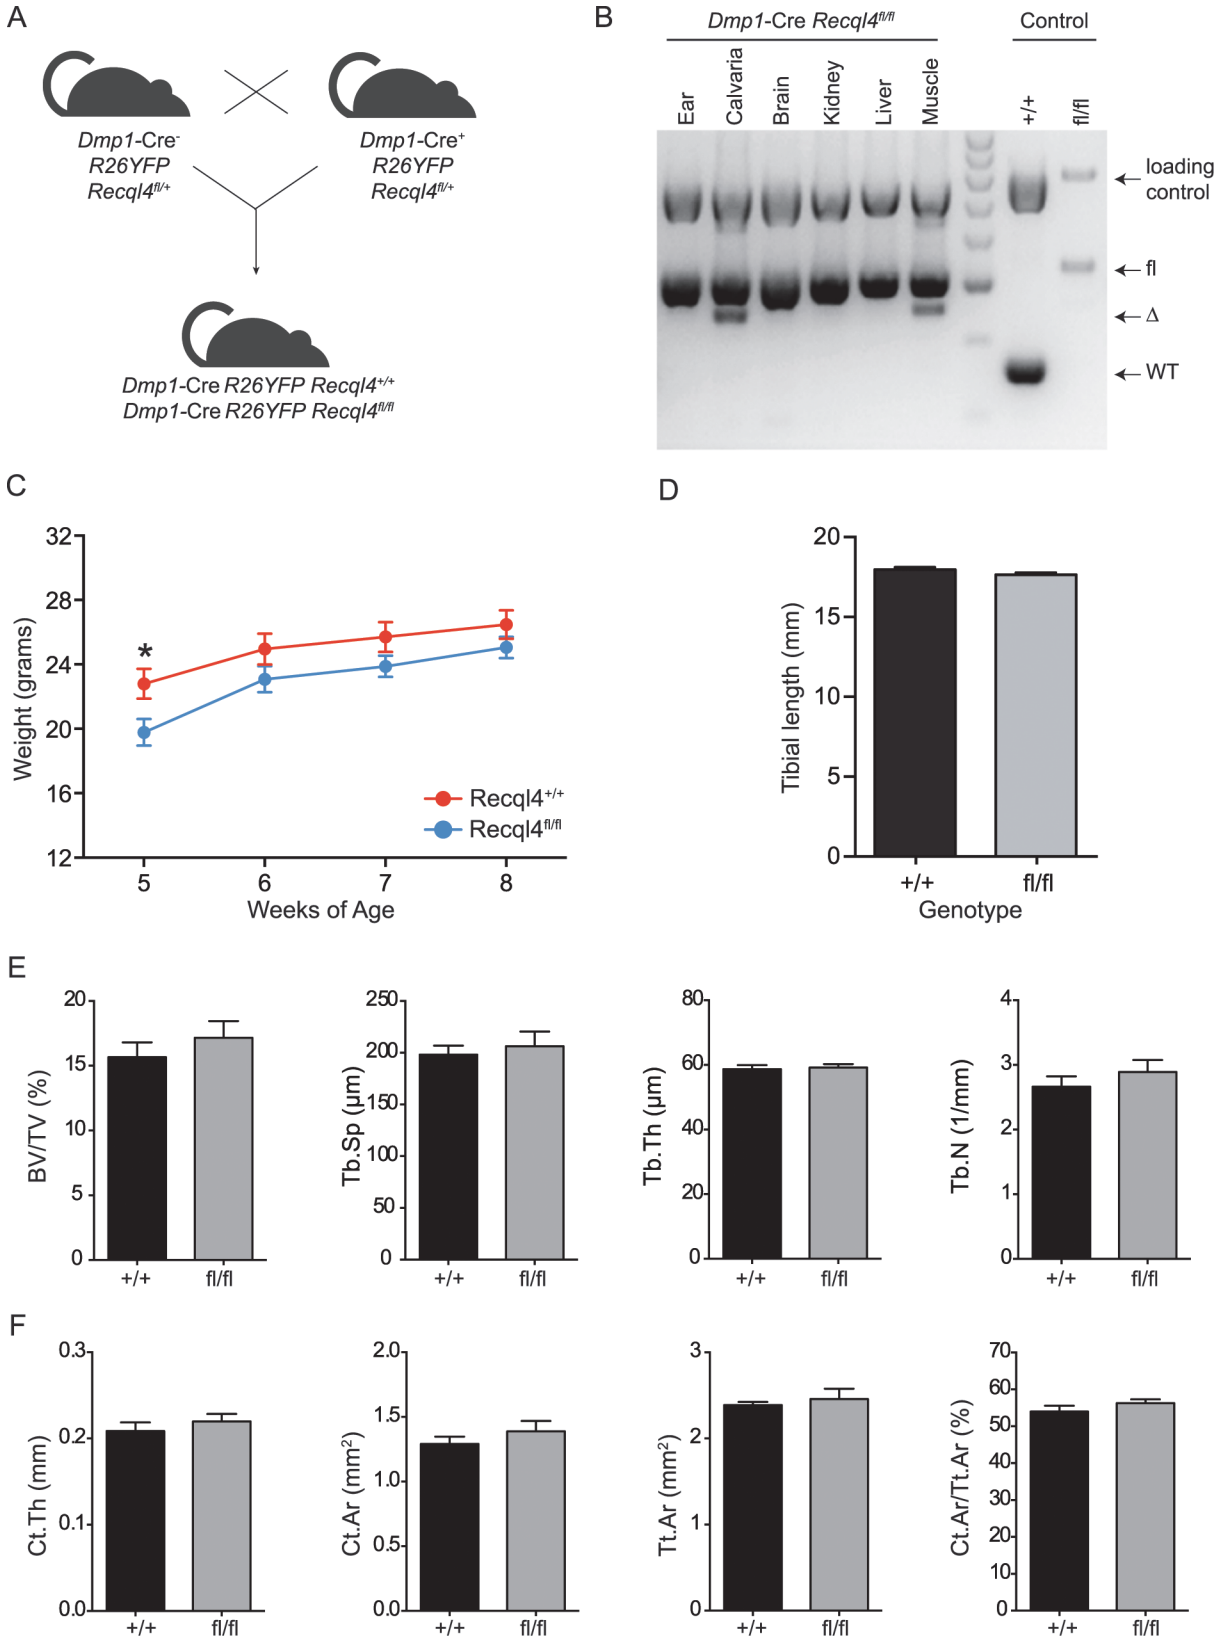 A
Dmp1-Cre⁻
R26YFP
Recql4fl/+
Dmp1-Cre⁺
R26YFP
Recql4fl/+
Dmp1-Cre R26YFP Recql4+/+
Dmp1-Cre R26YFP Recql4fl/fl
B
Dmp1-Cre Recql4fl/fl
Control
Ear
Calvaria
Brain
Kidney
Liver
Muscle
+/+
fl/fl
loading
control
fl
Δ
WT
C
Weight (grams)
32
28
24
20
16
12
*
Recql4+/+
Recql4fl/fl
5 6 7 8
Weeks of Age
D
Tibial length (mm)
20
15
10
5
0
+/+ fl/fl
Genotype
E
BV/TV (%)
20
15
10
5
0
+/+ fl/fl
Tb.Sp (μm)
250
200
150
100
50
0
+/+ fl/fl
Tb.Th (μm)
80
60
40
20
0
+/+ fl/fl
Tb.N (1/mm)
4
3
2
1
0
+/+ fl/fl
F
Ct.Th (mm)
0.3
0.2
0.1
0.0
+/+ fl/fl
Ct.Ar (mm²)
2.0
1.5
1.0
0.5
0.0
+/+ fl/fl
Tt.Ar (mm²)
3
2
1
0
+/+ fl/fl
Ct.Ar/Tt.Ar (%)
70
60
50
40
30
20
10
0
+/+ fl/fl